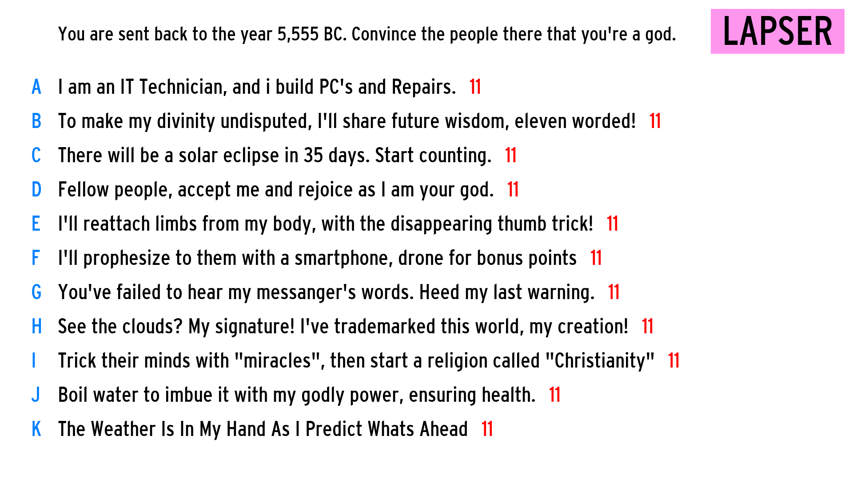 You are sent back to the year 5,555 BC. Convince the people there that you're a god.
LAPSER
A I am an IT Technician, and i build PC's and Repairs. 11
B To make my divinity undisputed, I'll share future wisdom, eleven worded! 11
C There will be a solar eclipse in 35 days. Start counting. 11
D Fellow people, accept me and rejoice as I am your god. 11
E I'll reattach limbs from my body, with the disappearing thumb trick! 11
F I'll prophesize to them with a smartphone, drone for bonus points 11
G You've failed to hear my messanger's words. Heed my last warning. 11
H See the clouds? My signature! I've trademarked this world, my creation! 11
I Trick their minds with "miracles", then start a religion called "Christianity" 11
J Boil water to imbue it with my godly power, ensuring health. 11
K The Weather Is In My Hand As I Predict Whats Ahead 11